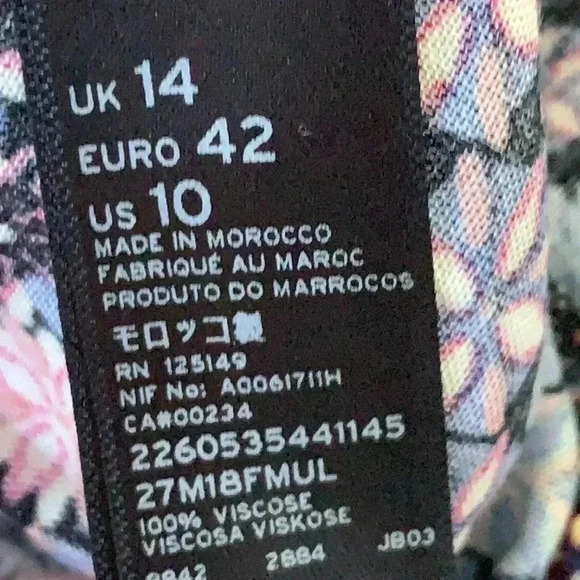 UK 14
EURO 42
US 10
MADE IN MOROCCO
FABRIQUÉ AU MAROC
PRODUTO DO MARROCOS
モロッコ製
RN 125149
NIF No: A0061711H
CA#00234
2260535441145
27M18FMUL
100% VISCOSE
VISCOSA VISKOSE
2884 JB03